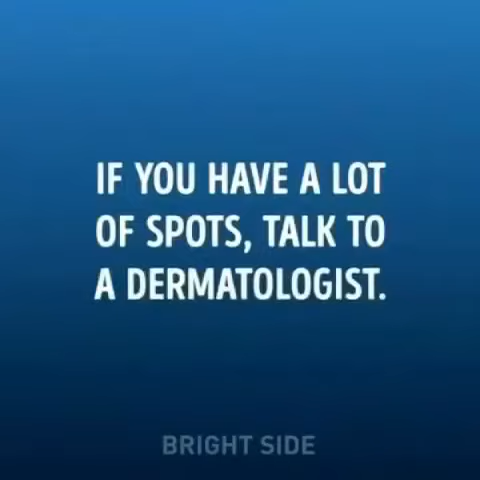 IF YOU HAVE A LOT
OF SPOTS, TALK TO
A DERMATOLOGIST.
BRIGHT SIDE